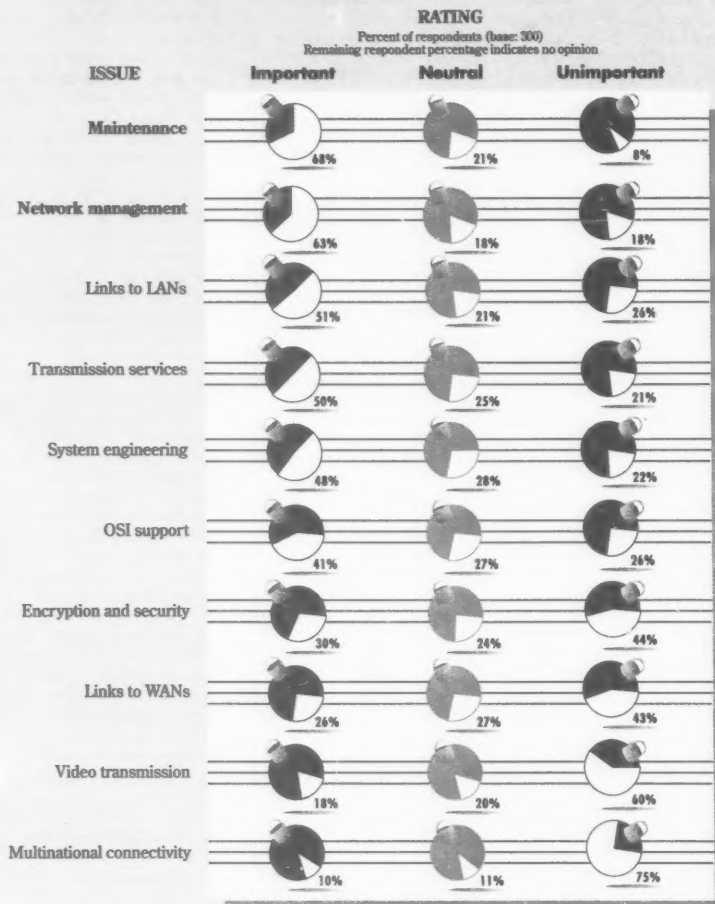 RATING
Percent of respondents (base: 300)
Remaining respondent percentage indicates no opinion
ISSUE Important Neutral Unimportant
Maintenance 68% 21% 8%
Network management 63% 18% 18%
Links to LANs 51% 21% 26%
Transmission services 50% 25% 21%
System engineering 48% 28% 22%
OSI support 41% 27% 26%
Encryption and security 30% 24% 44%
Links to WANs 26% 27% 43%
Video transmission 18% 20% 60%
Multinational connectivity 10% 11% 75%